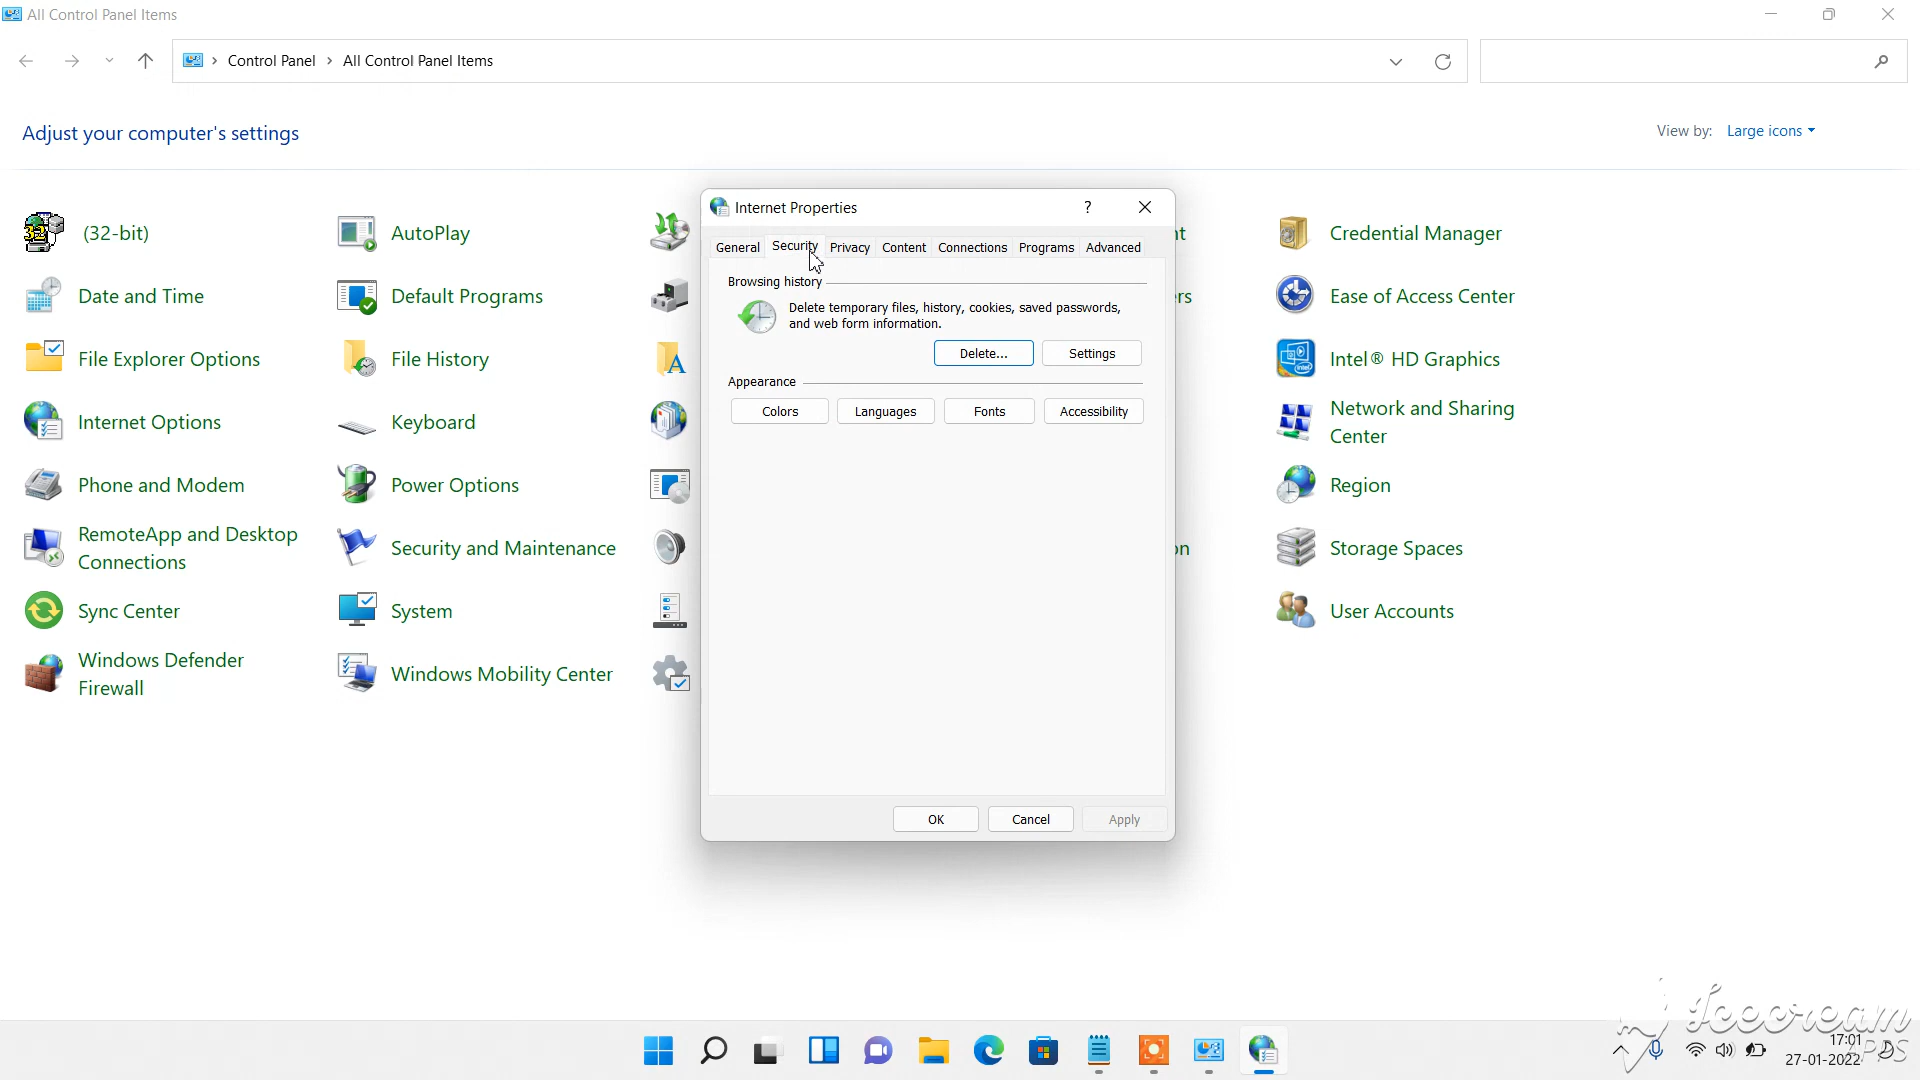 All Control Panel Items
Control Panel > All Control Panel Items
Adjust your computer's settings
View by: Large icons
(32-bit)
AutoPlay
nt
Credential Manager
Date and Time
Default Programs
ers
Ease of Access Center
File Explorer Options
File History
Intel® HD Graphics
Internet Options
Keyboard
Network and Sharing
Center
Phone and Modem
Power Options
Region
RemoteApp and Desktop
Connections
Security and Maintenance
on
Storage Spaces
Sync Center
System
User Accounts
Windows Defender
Firewall
Windows Mobility Center
Internet Properties
?
General Security Privacy Content Connections Programs Advanced
Browsing history
Delete temporary files, history, cookies, saved passwords,
and web form information.
Delete... Settings
Appearance
Colors Languages Fonts Accessibility
OK Cancel Apply
Icecream
APPS
17:01
27-01-2022